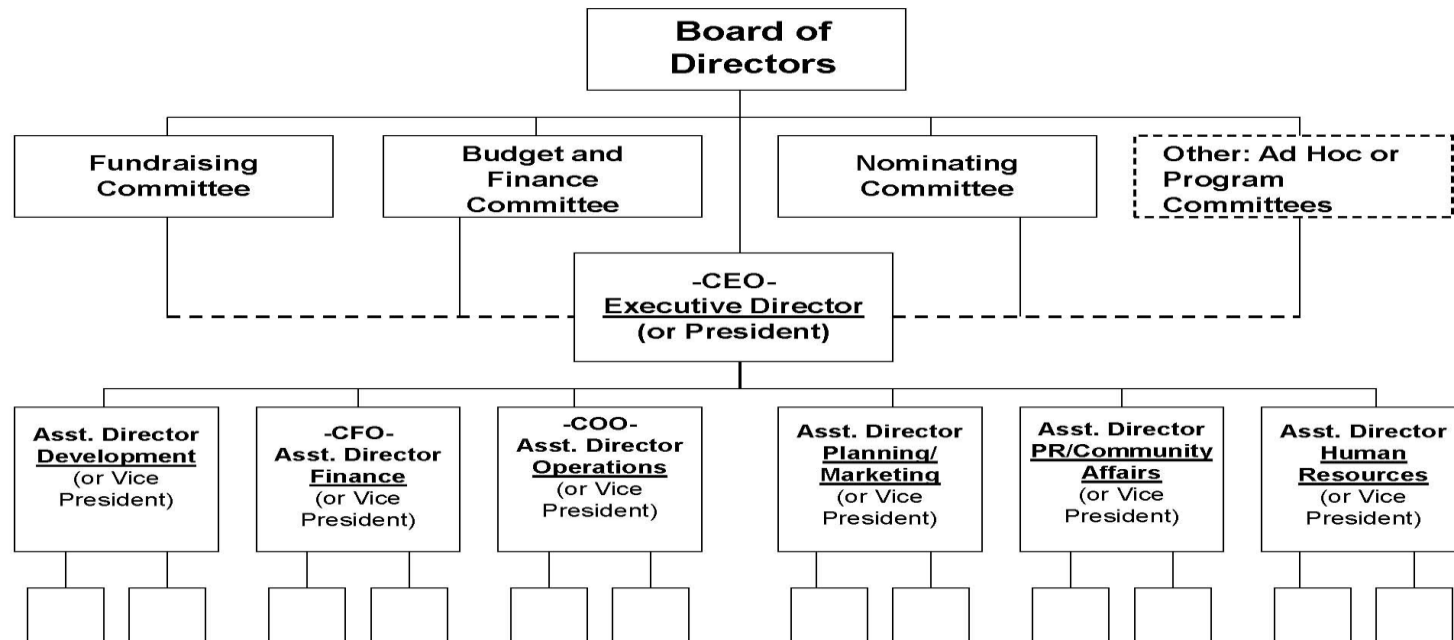 Board of
Directors
Fundraising
Committee
Budget and
Finance
Committee
Nominating
Committee
Other: Ad Hoc or
Program
Committees
-CEO-
Executive Director
(or President)
Asst. Director
Development
(or Vice
President)
-CFO-
Asst. Director
Finance
(or Vice
President)
-COO-
Asst. Director
Operations
(or Vice
President)
Asst. Director
Planning/
Marketing
(or Vice
President)
Asst. Director
PR/Community
Affairs
(or Vice
President)
Asst. Director
Human
Resources
(or Vice
President)